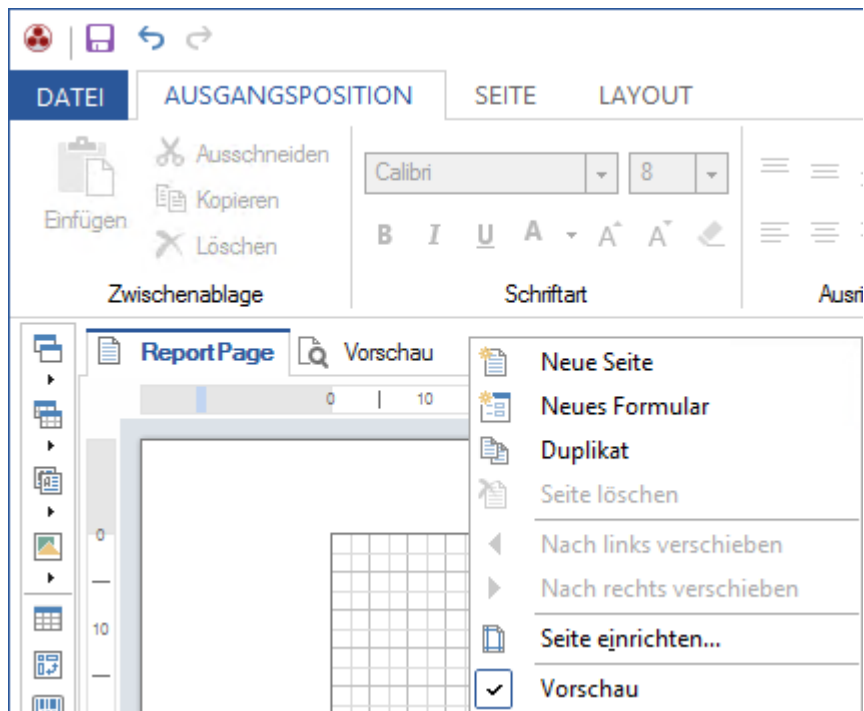 DATEI AUSGANGSPOSITION SEITE LAYOUT
Einfügen
Ausschneiden
Kopieren
Löschen
Zwischenablage
Calibri 8
B I U A A A
Schriftart
ReportPage Vorschau
0 10
0
10
Neue Seite
Neues Formular
Duplikat
Seite löschen
Nach links verschieben
Nach rechts verschieben
Seite einrichten...
Vorschau